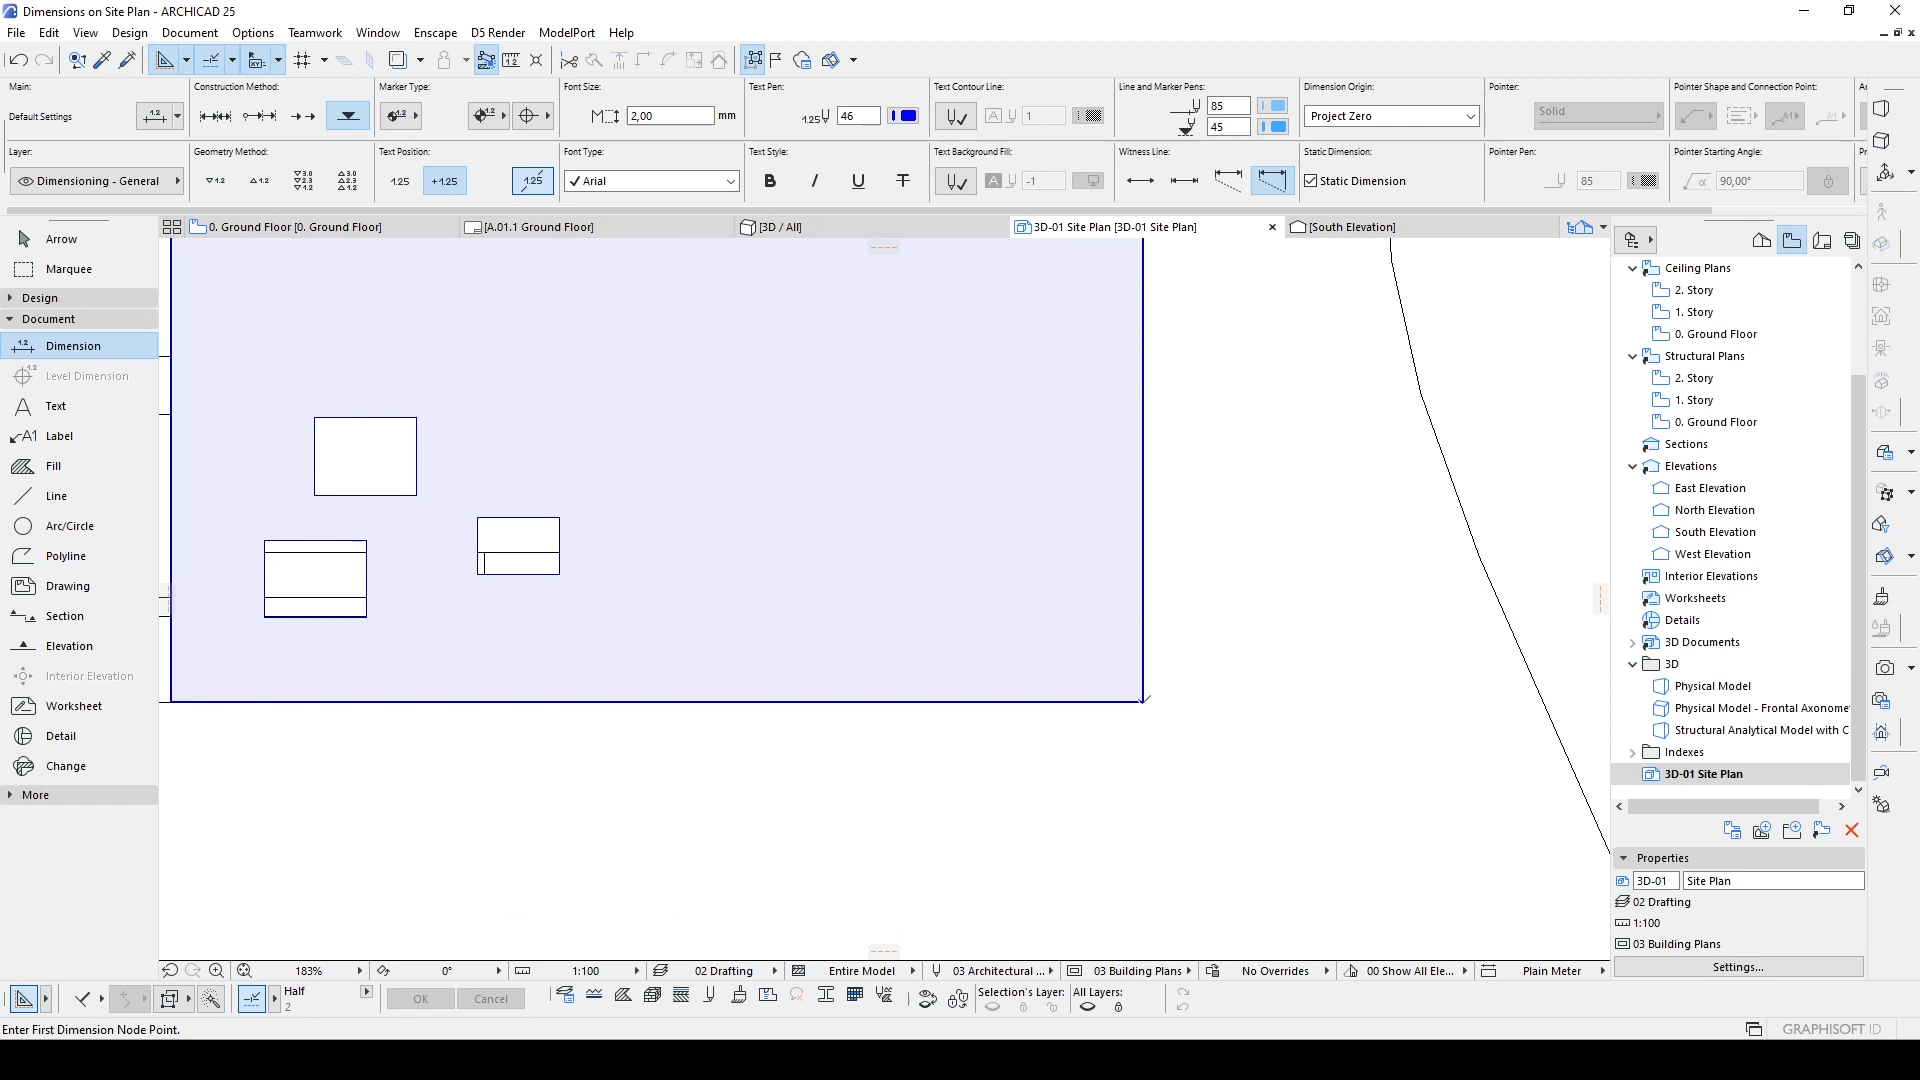 Dimensions on Site Plan - ARCHICAD 25
File Edit View Design Document Options Teamwork Window Enscape D5 Render ModelPort Help
Main: Construction Method: Marker Type: Font Size: Text Pen: Text Contour Line: Line and Marker Pens: Dimension Origin: Pointer: Pointer Shape and Connection Point:
Default Settings 2,00 mm 46 1 85 45 Project Zero Solid
Layer: Geometry Method: Text Position: Font Type: Text Style: Text Background Fill: Witness Line: Static Dimension: Pointer Pen: Pointer Starting Angle:
Dimensioning - General 1.25 +1.25 1.25 Arial -1 Static Dimension 85 90,00°
0. Ground Floor [0. Ground Floor] [A.01.1 Ground Floor] [3D / All] 3D-01 Site Plan [3D-01 Site Plan] [South Elevation]
Arrow
Marquee
Design
Document
Dimension
Level Dimension
Text
Label
Fill
Line
Arc/Circle
Polyline
Drawing
Section
Elevation
Interior Elevation
Worksheet
Detail
Change
More
Ceiling Plans
2. Story
1. Story
0. Ground Floor
Structural Plans
2. Story
1. Story
0. Ground Floor
Sections
Elevations
East Elevation
North Elevation
South Elevation
West Elevation
Interior Elevations
Worksheets
Details
3D Documents
3D
Physical Model
Physical Model - Frontal Axonome
Structural Analytical Model with C
Indexes
3D-01 Site Plan
Properties
3D-01 Site Plan
02 Drafting
1:100
03 Building Plans
Settings...
183% 0° 1:100 02 Drafting Entire Model 03 Architectural ... 03 Building Plans No Overrides 00 Show All Ele... Plain Meter
Half
2
OK Cancel
Selection's Layer: All Layers:
Enter First Dimension Node Point.
GRAPHISOFT ID